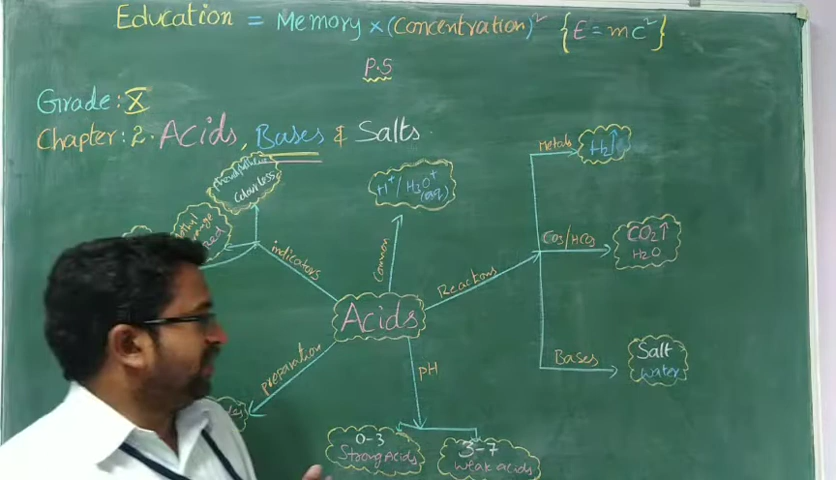 Education = Memory × (Concentration)² {E = mc²}
P.S
Grade: X
Chapter: 2. Acids, Bases & Salts.
Colourless
red
indicators
Common
H⁺/H₃O⁺
(aq)
Reactions
Metals
H₂↑
CO₃/HCO₃
CO₂↑
H₂O
Bases
Salt
Water
Acids
preparation
pH
0-3
Strong Acids
3-7
Weak acids